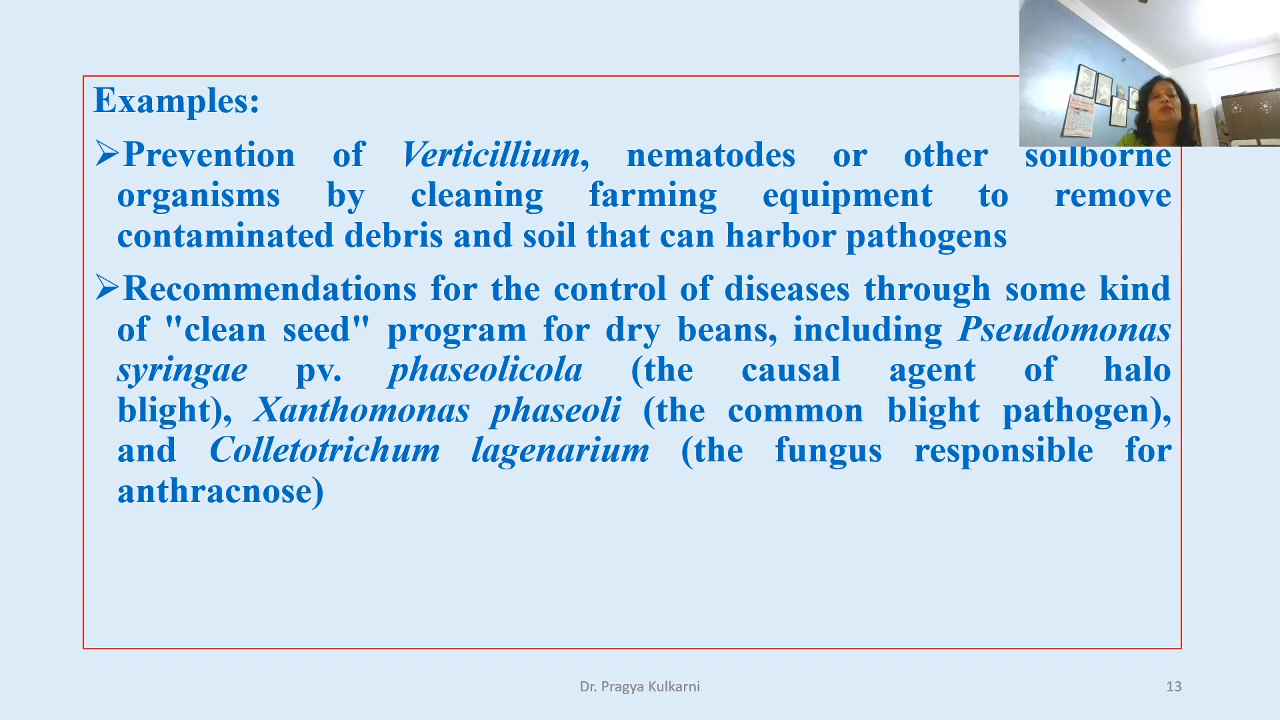 Examples:
➢Prevention of Verticillium, nematodes or other soilborne
organisms by cleaning farming equipment to remove
contaminated debris and soil that can harbor pathogens
➢Recommendations for the control of diseases through some kind
of "clean seed" program for dry beans, including Pseudomonas
syringae pv. phaseolicola (the causal agent of halo
blight), Xanthomonas phaseoli (the common blight pathogen),
and Colletotrichum lagenarium (the fungus responsible for
anthracnose)
Dr. Pragya Kulkarni
13